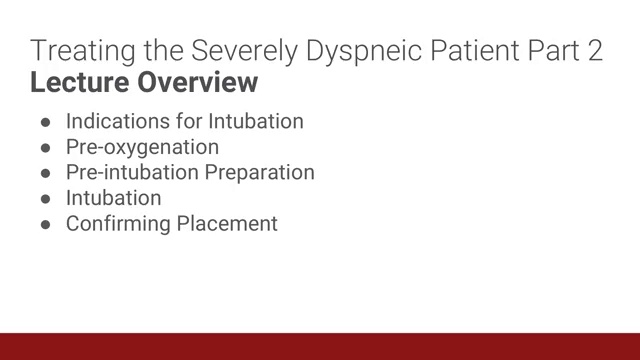 Treating the Severely Dyspneic Patient Part 2
Lecture Overview
● Indications for Intubation
● Pre-oxygenation
● Pre-intubation Preparation
● Intubation
● Confirming Placement